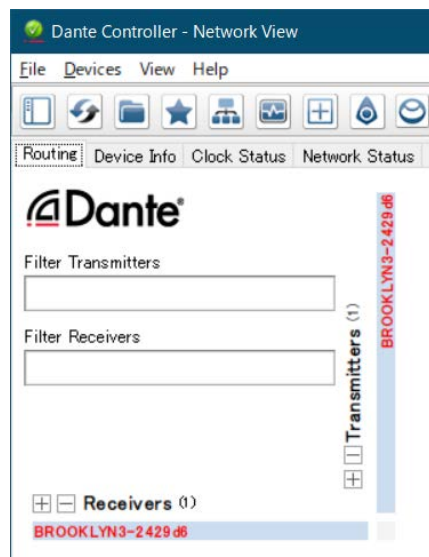 Dante Controller - Network View
File Devices View Help
Routing Device Info Clock Status Network Status
Dante®
Filter Transmitters
Filter Receivers
Transmitters (1)
BROOKLYN3-2429d6
Receivers (1)
BROOKLYN3-2429d6